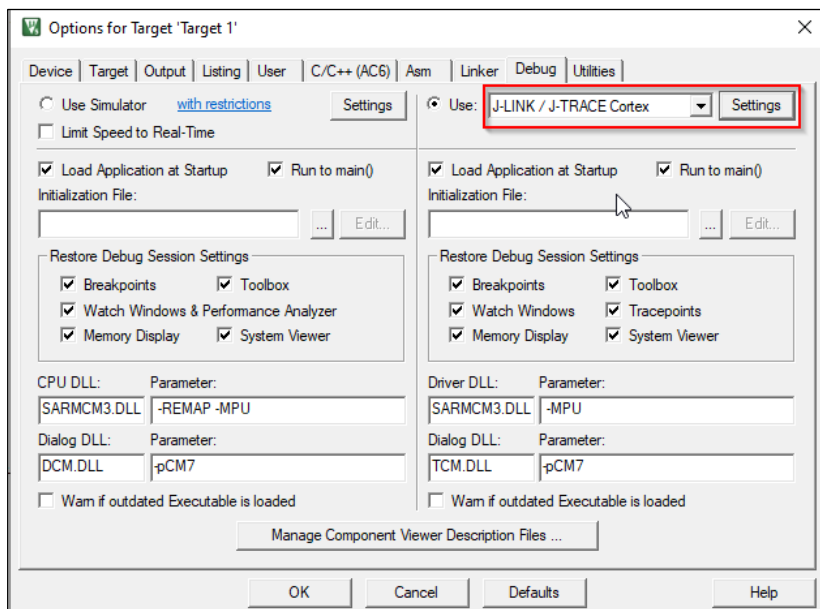 Options for Target 'Target 1'
Device Target Output Listing User C/C++ (AC6) Asm Linker Debug Utilities
Use Simulator with restrictions Settings
Limit Speed to Real-Time
Load Application at Startup Run to main()
Initialization File:
... Edit...
Restore Debug Session Settings
Breakpoints Toolbox
Watch Windows & Performance Analyzer
Memory Display System Viewer
CPU DLL: Parameter:
SARMCM3.DLL -REMAP -MPU
Dialog DLL: Parameter:
DCM.DLL -pCM7
Warn if outdated Executable is loaded
Use: J-LINK / J-TRACE Cortex Settings
Load Application at Startup Run to main()
Initialization File:
... Edit...
Restore Debug Session Settings
Breakpoints Toolbox
Watch Windows Tracepoints
Memory Display System Viewer
Driver DLL: Parameter:
SARMCM3.DLL -MPU
Dialog DLL: Parameter:
TCM.DLL -pCM7
Warn if outdated Executable is loaded
Manage Component Viewer Description Files ...
OK Cancel Defaults Help